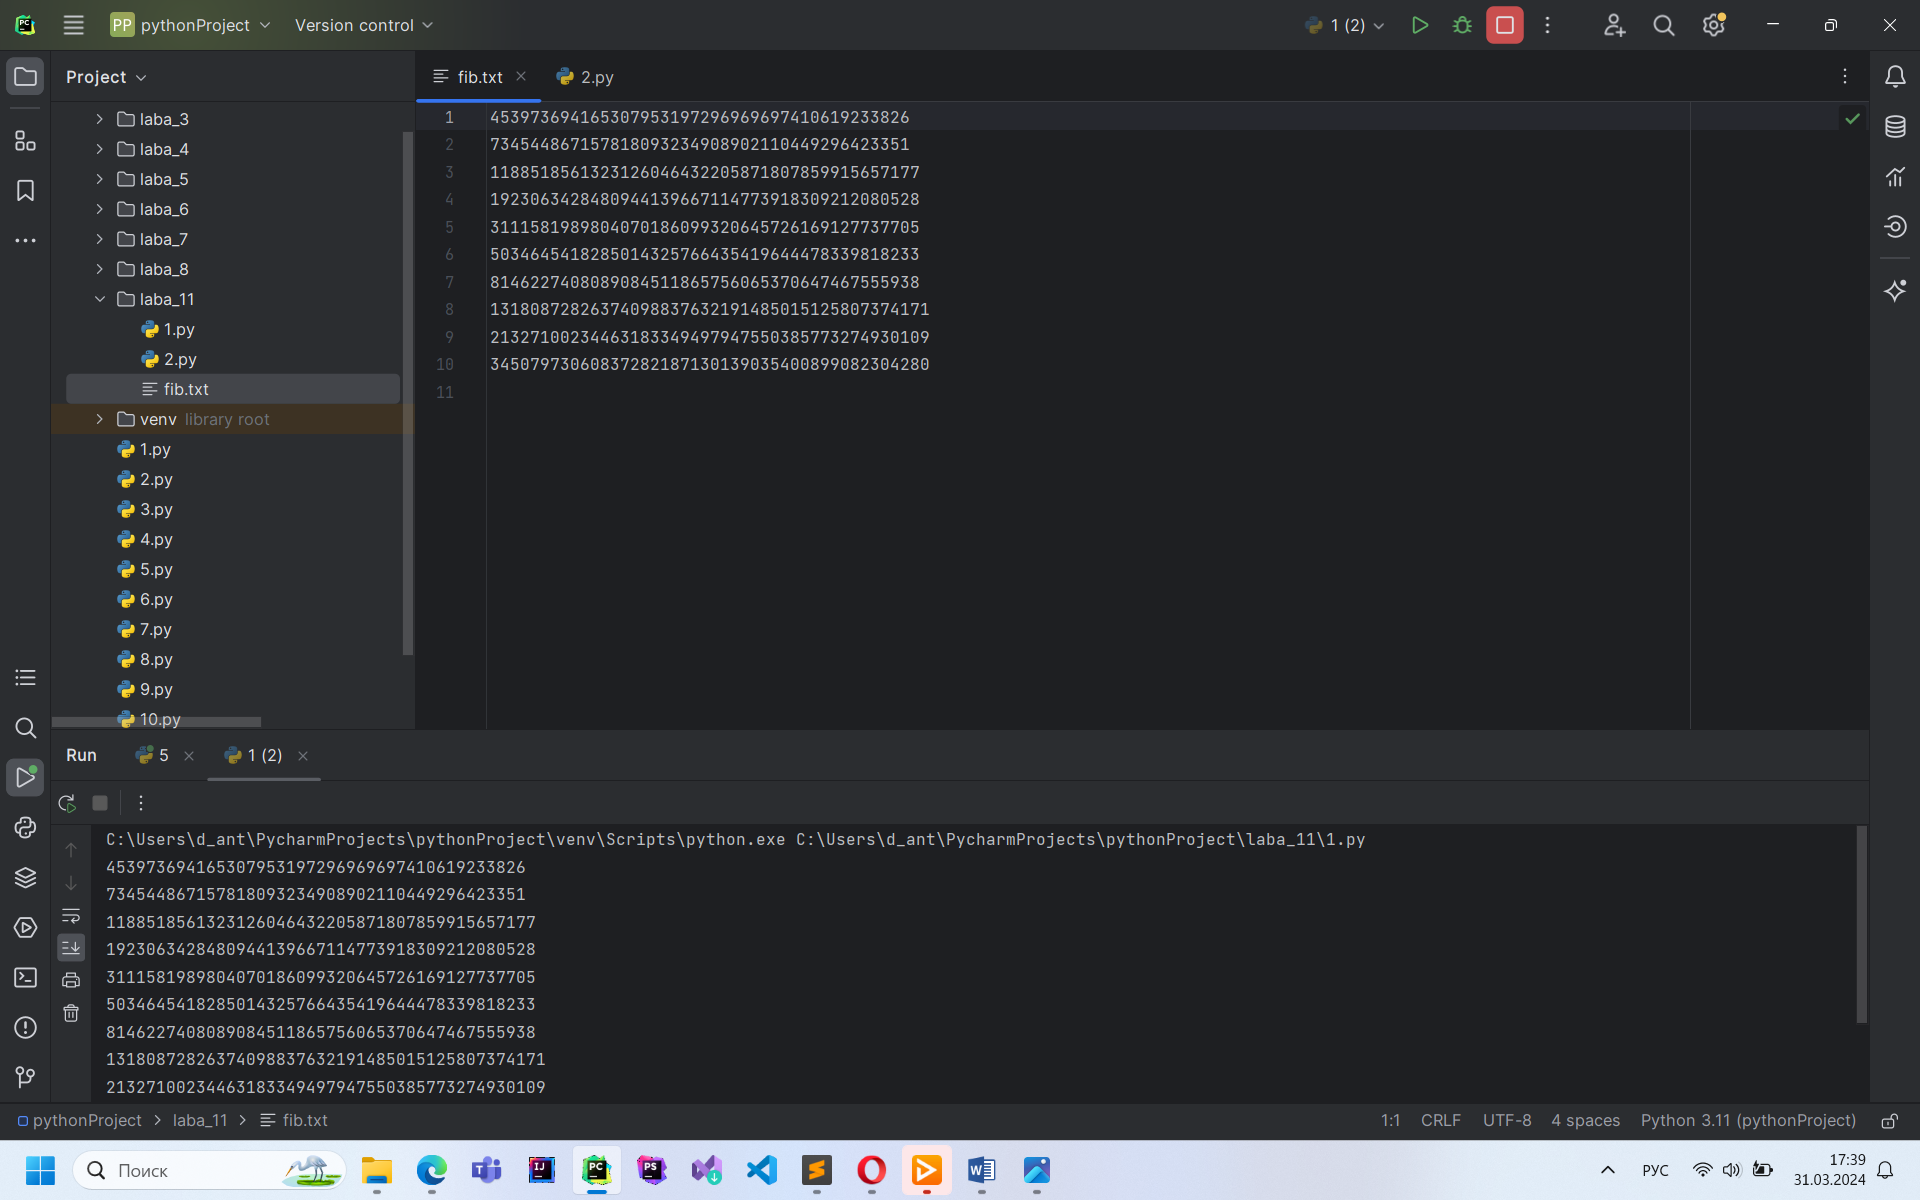 PP pythonProject Version control 1 (2)
Project
fib.txt 2.py
laba_3
laba_4
laba_5
laba_6
laba_7
laba_8
laba_11
1.py
2.py
fib.txt
venv library root
1.py
2.py
3.py
4.py
5.py
6.py
7.py
8.py
9.py
10.py
1 453973694165307953197296969697410619233826
2 734544867157818093234908902110449296423351
3 1188518561323126046432205871807859915657177
4 1923063428480944139667114773918309212080528
5 3111581989804070186099320645726169127737705
6 5034645418285014325766435419644478339818233
7 8146227408089084511865756065370647467555938
8 13180872826374098837632191485015125807374171
9 21327100234463183349497947550385773274930109
10 34507973060837282187130139035400899082304280
11
Run 5 1 (2)
C:\Users\d_ant\PycharmProjects\pythonProject\venv\Scripts\python.exe C:\Users\d_ant\PycharmProjects\pythonProject\laba_11\1.py
453973694165307953197296969697410619233826
734544867157818093234908902110449296423351
1188518561323126046432205871807859915657177
1923063428480944139667114773918309212080528
3111581989804070186099320645726169127737705
5034645418285014325766435419644478339818233
8146227408089084511865756065370647467555938
13180872826374098837632191485015125807374171
21327100234463183349497947550385773274930109
pythonProject > laba_11 > fib.txt 1:1 CRLF UTF-8 4 spaces Python 3.11 (pythonProject)
Поиск РУС 17:39
31.03.2024